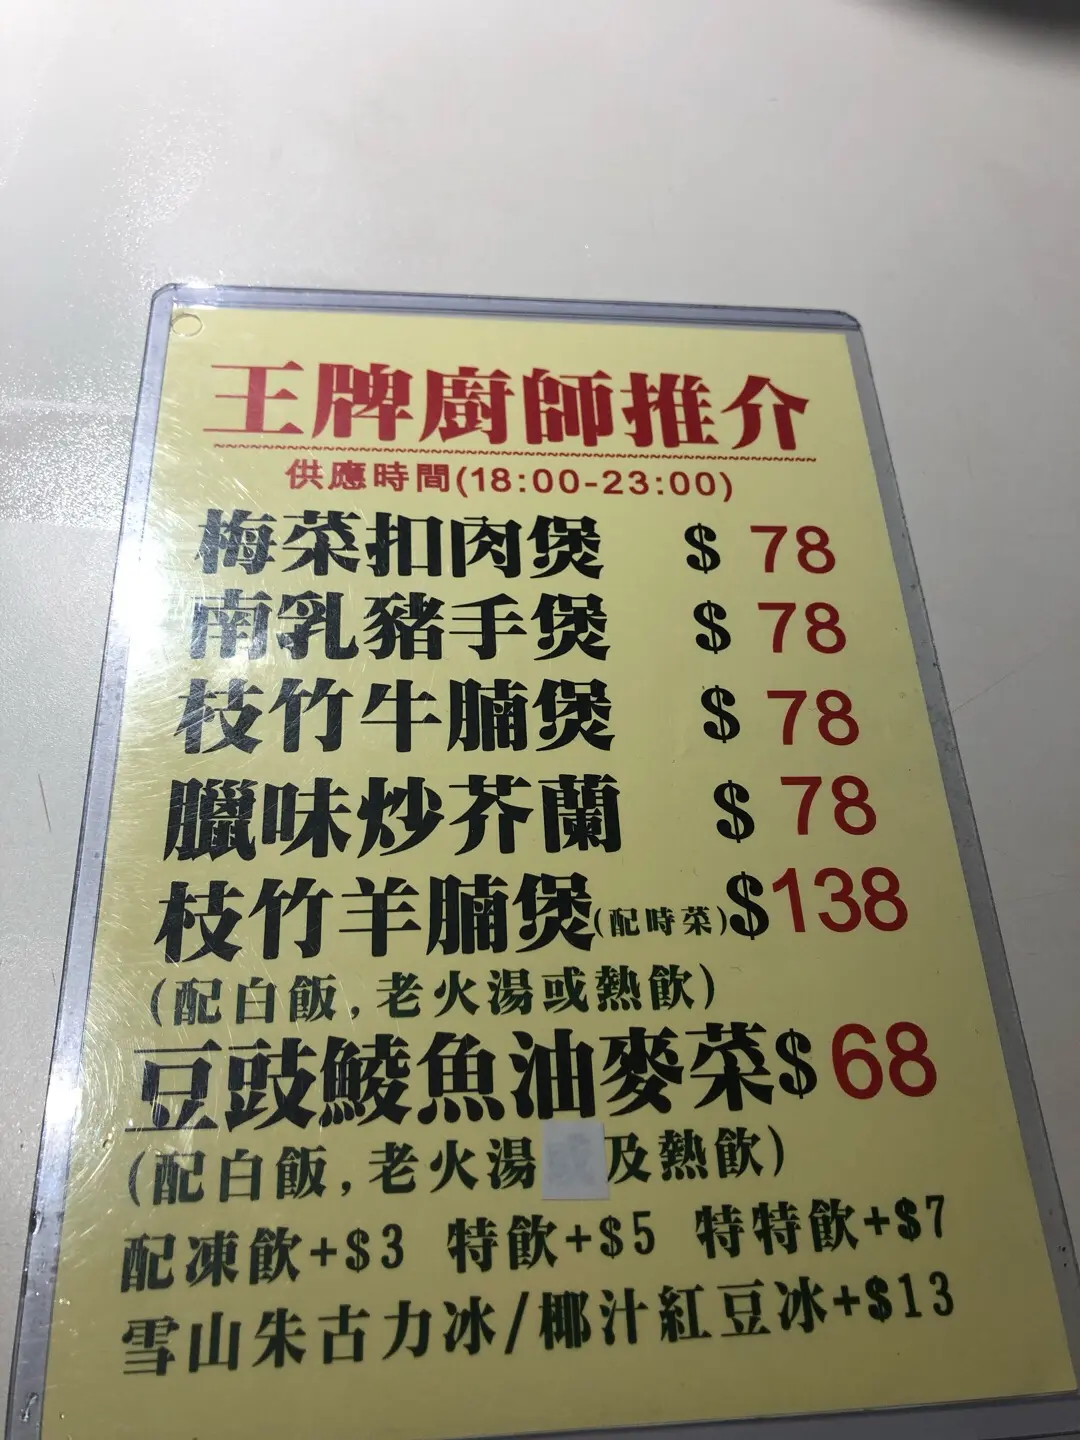 王牌廚師推介
供應時間(18:00-23:00)
梅菜扣肉煲 $ 78
南乳豬手煲 $ 78
枝竹牛腩煲 $ 78
臘味炒芥蘭 $ 78
枝竹羊腩煲(配時菜)$138
(配白飯,老火湯或熱飲)
豆豉鯪魚油麥菜$68
(配白飯,老火湯 及熱飲)
配凍飲+$3 特飲+$5 特特飲+$7
雪山朱古力冰/椰汁紅豆冰+$13